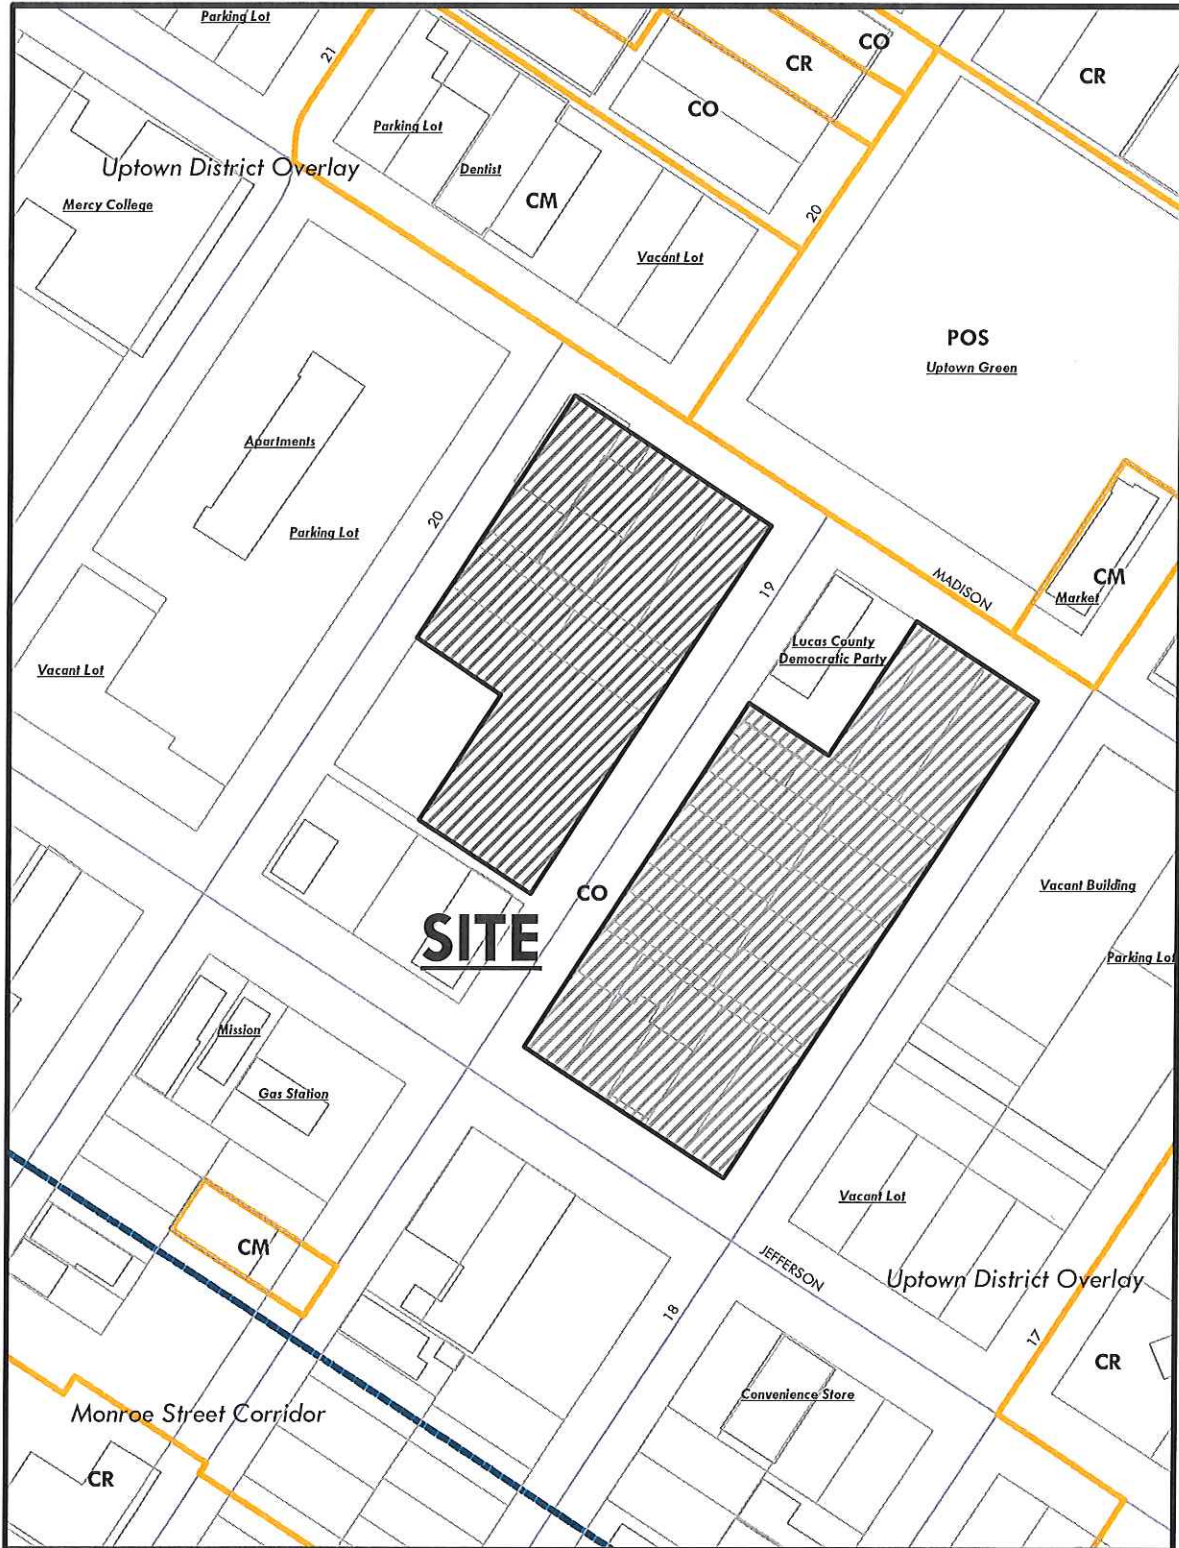 Parking Lot
21
CO
CR
CR
CO
Parking Lot
Uptown District Overlay
Dentist
Mercy College
CM
20
Vacant Lot
POS
Uptown Green
Apartments
20
Parking Lot
MADISON
CM
Market
19
Lucas County
Democratic Party
Vacant Lot
CO
Vacant Building
SITE
Parking Lot
Mission
Gas Station
Vacant Lot
CM
JEFFERSON
Uptown District Overlay
18
17
CR
Convenience Store
Monroe Street Corridor
CR